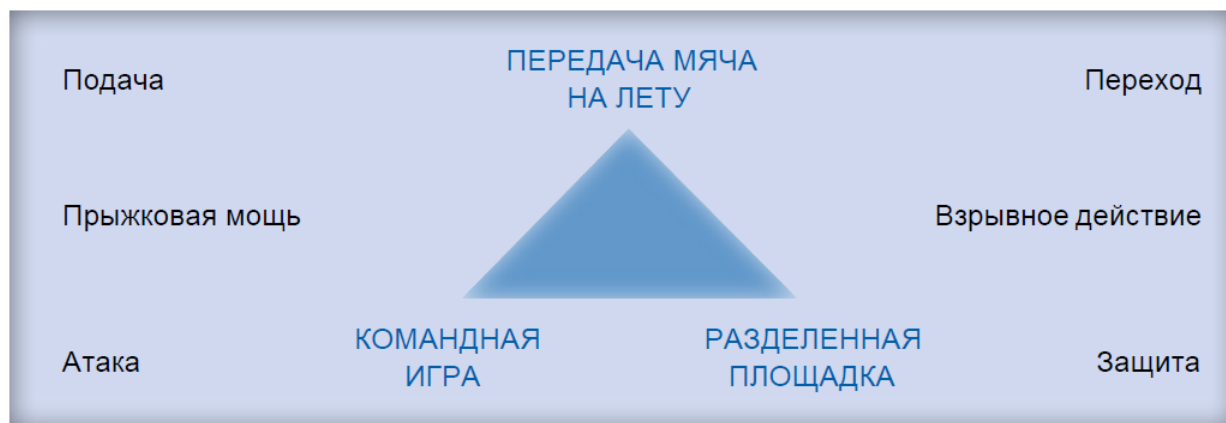 Подача
ПЕРЕДАЧА МЯЧА
НА ЛЕТУ
Переход
Прыжковая мощь
Взрывное действие
Атака
КОМАНДНАЯ
ИГРА
РАЗДЕЛЕННАЯ
ПЛОЩАДКА
Защита